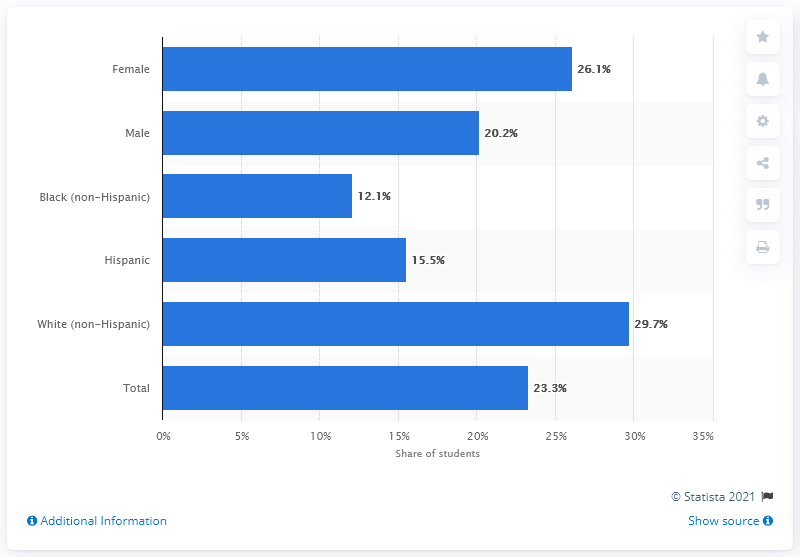 Female 26.1%
Male 20.2%
Black (non-Hispanic) 12.1%
Hispanic 15.5%
White (non-Hispanic) 29.7%
Total 23.3%
0% 5% 10% 15% 20% 25% 30% 35%
Share of students
© Statista 2021
Additional Information Show source